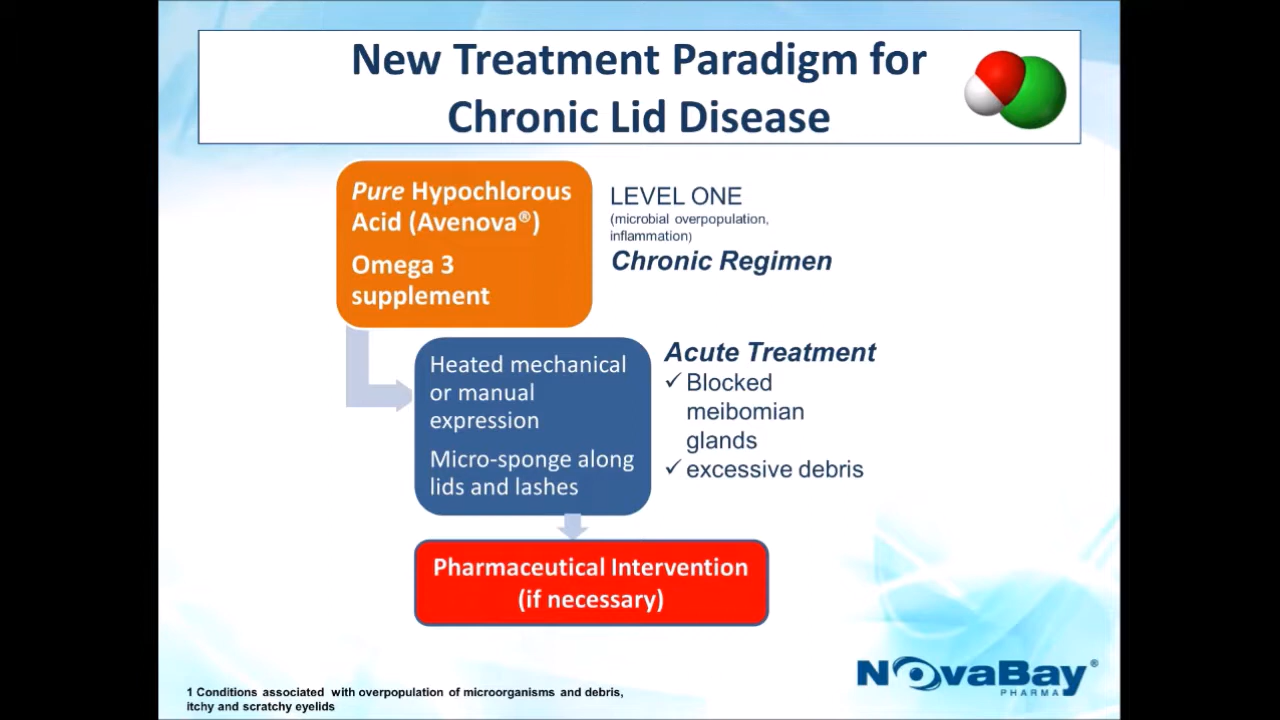 New Treatment Paradigm for
Chronic Lid Disease
Pure Hypochlorous
Acid (Avenova®)
Omega 3
supplement
LEVEL ONE
(microbial overpopulation,
inflammation)
Chronic Regimen
Heated mechanical
or manual
expression
Micro-sponge along
lids and lashes
Acute Treatment
✓ Blocked
meibomian
glands
✓ excessive debris
Pharmaceutical Intervention
(if necessary)
NovaBay®
PHARMA
1 Conditions associated with overpopulation of microorganisms and debris,
itchy and scratchy eyelids